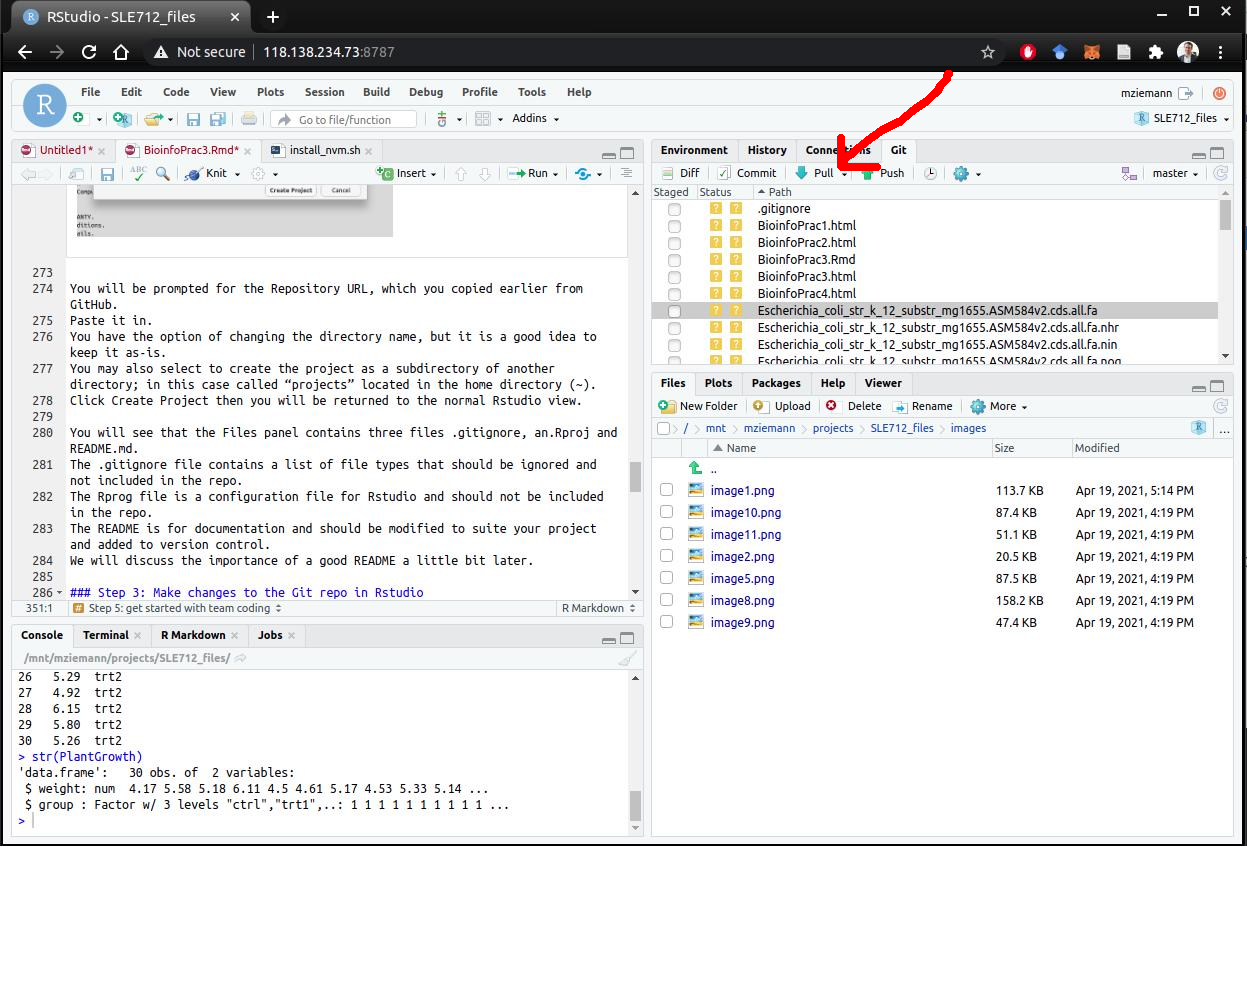 RStudio - SLE712_files
Not secure 118.138.234.73:8787
R
File Edit Code View Plots Session Build Debug Profile Tools Help
mziemann
Go to file/function
Addins
SLE712_files
Untitled1*
BioinfoPrac3.Rmd*
install_nvm.sh
ABC
Knit
Insert
Run
Create Project
Cancel
ANTY.
ditions.
273
274 You will be prompted for the Repository URL, which you copied earlier from
GitHub.
275 Paste it in.
276 You have the option of changing the directory name, but it is a good idea to
keep it as-is.
277 You may also select to create the project as a subdirectory of another
directory; in this case called “projects” located in the home directory (~).
278 Click Create Project then you will be returned to the normal Rstudio view.
279
280 You will see that the Files panel contains three files .gitignore, an.Rproj and
README.md.
281 The .gitignore file contains a list of file types that should be ignored and
not included in the repo.
282 The Rprog file is a configuration file for Rstudio and should not be included
in the repo.
283 The README is for documentation and should be modified to suite your project
and added to version control.
284 We will discuss the importance of a good README a little bit later.
285
286 ### Step 3: Make changes to the Git repo in Rstudio
351:1 # Step 5: get started with team coding
R Markdown
Console Terminal R Markdown Jobs
/mnt/mziemann/projects/SLE712_files/
26 5.29 trt2
27 4.92 trt2
28 6.15 trt2
29 5.80 trt2
30 5.26 trt2
> str(PlantGrowth)
'data.frame': 30 obs. of 2 variables:
$ weight: num 4.17 5.58 5.18 6.11 4.5 4.61 5.17 4.53 5.33 5.14 ...
$ group : Factor w/ 3 levels "ctrl","trt1",..: 1 1 1 1 1 1 1 1 1 1 ...
>
Environment History Connections Git
Diff Commit Pull Push
master
Staged Status Path
? ? .gitignore
? ? BioinfoPrac1.html
? ? BioinfoPrac2.html
? ? BioinfoPrac3.Rmd
? ? BioinfoPrac3.html
? ? BioinfoPrac4.html
? ? Escherichia_coli_str_k_12_substr_mg1655.ASM584v2.cds.all.fa
? ? Escherichia_coli_str_k_12_substr_mg1655.ASM584v2.cds.all.fa.nhr
? ? Escherichia_coli_str_k_12_substr_mg1655.ASM584v2.cds.all.fa.nin
? ? Escherichia_coli_str_k_12_substr_mg1655.ASM584v2.cds.all.fa.nog
Files Plots Packages Help Viewer
New Folder Upload Delete Rename More
/ mnt mziemann projects SLE712_files images
R ...
Name Size Modified
..
image1.png 113.7 KB Apr 19, 2021, 5:14 PM
image10.png 87.4 KB Apr 19, 2021, 4:19 PM
image11.png 51.1 KB Apr 19, 2021, 4:19 PM
image2.png 20.5 KB Apr 19, 2021, 4:19 PM
image5.png 87.5 KB Apr 19, 2021, 4:19 PM
image8.png 158.2 KB Apr 19, 2021, 4:19 PM
image9.png 47.4 KB Apr 19, 2021, 4:19 PM